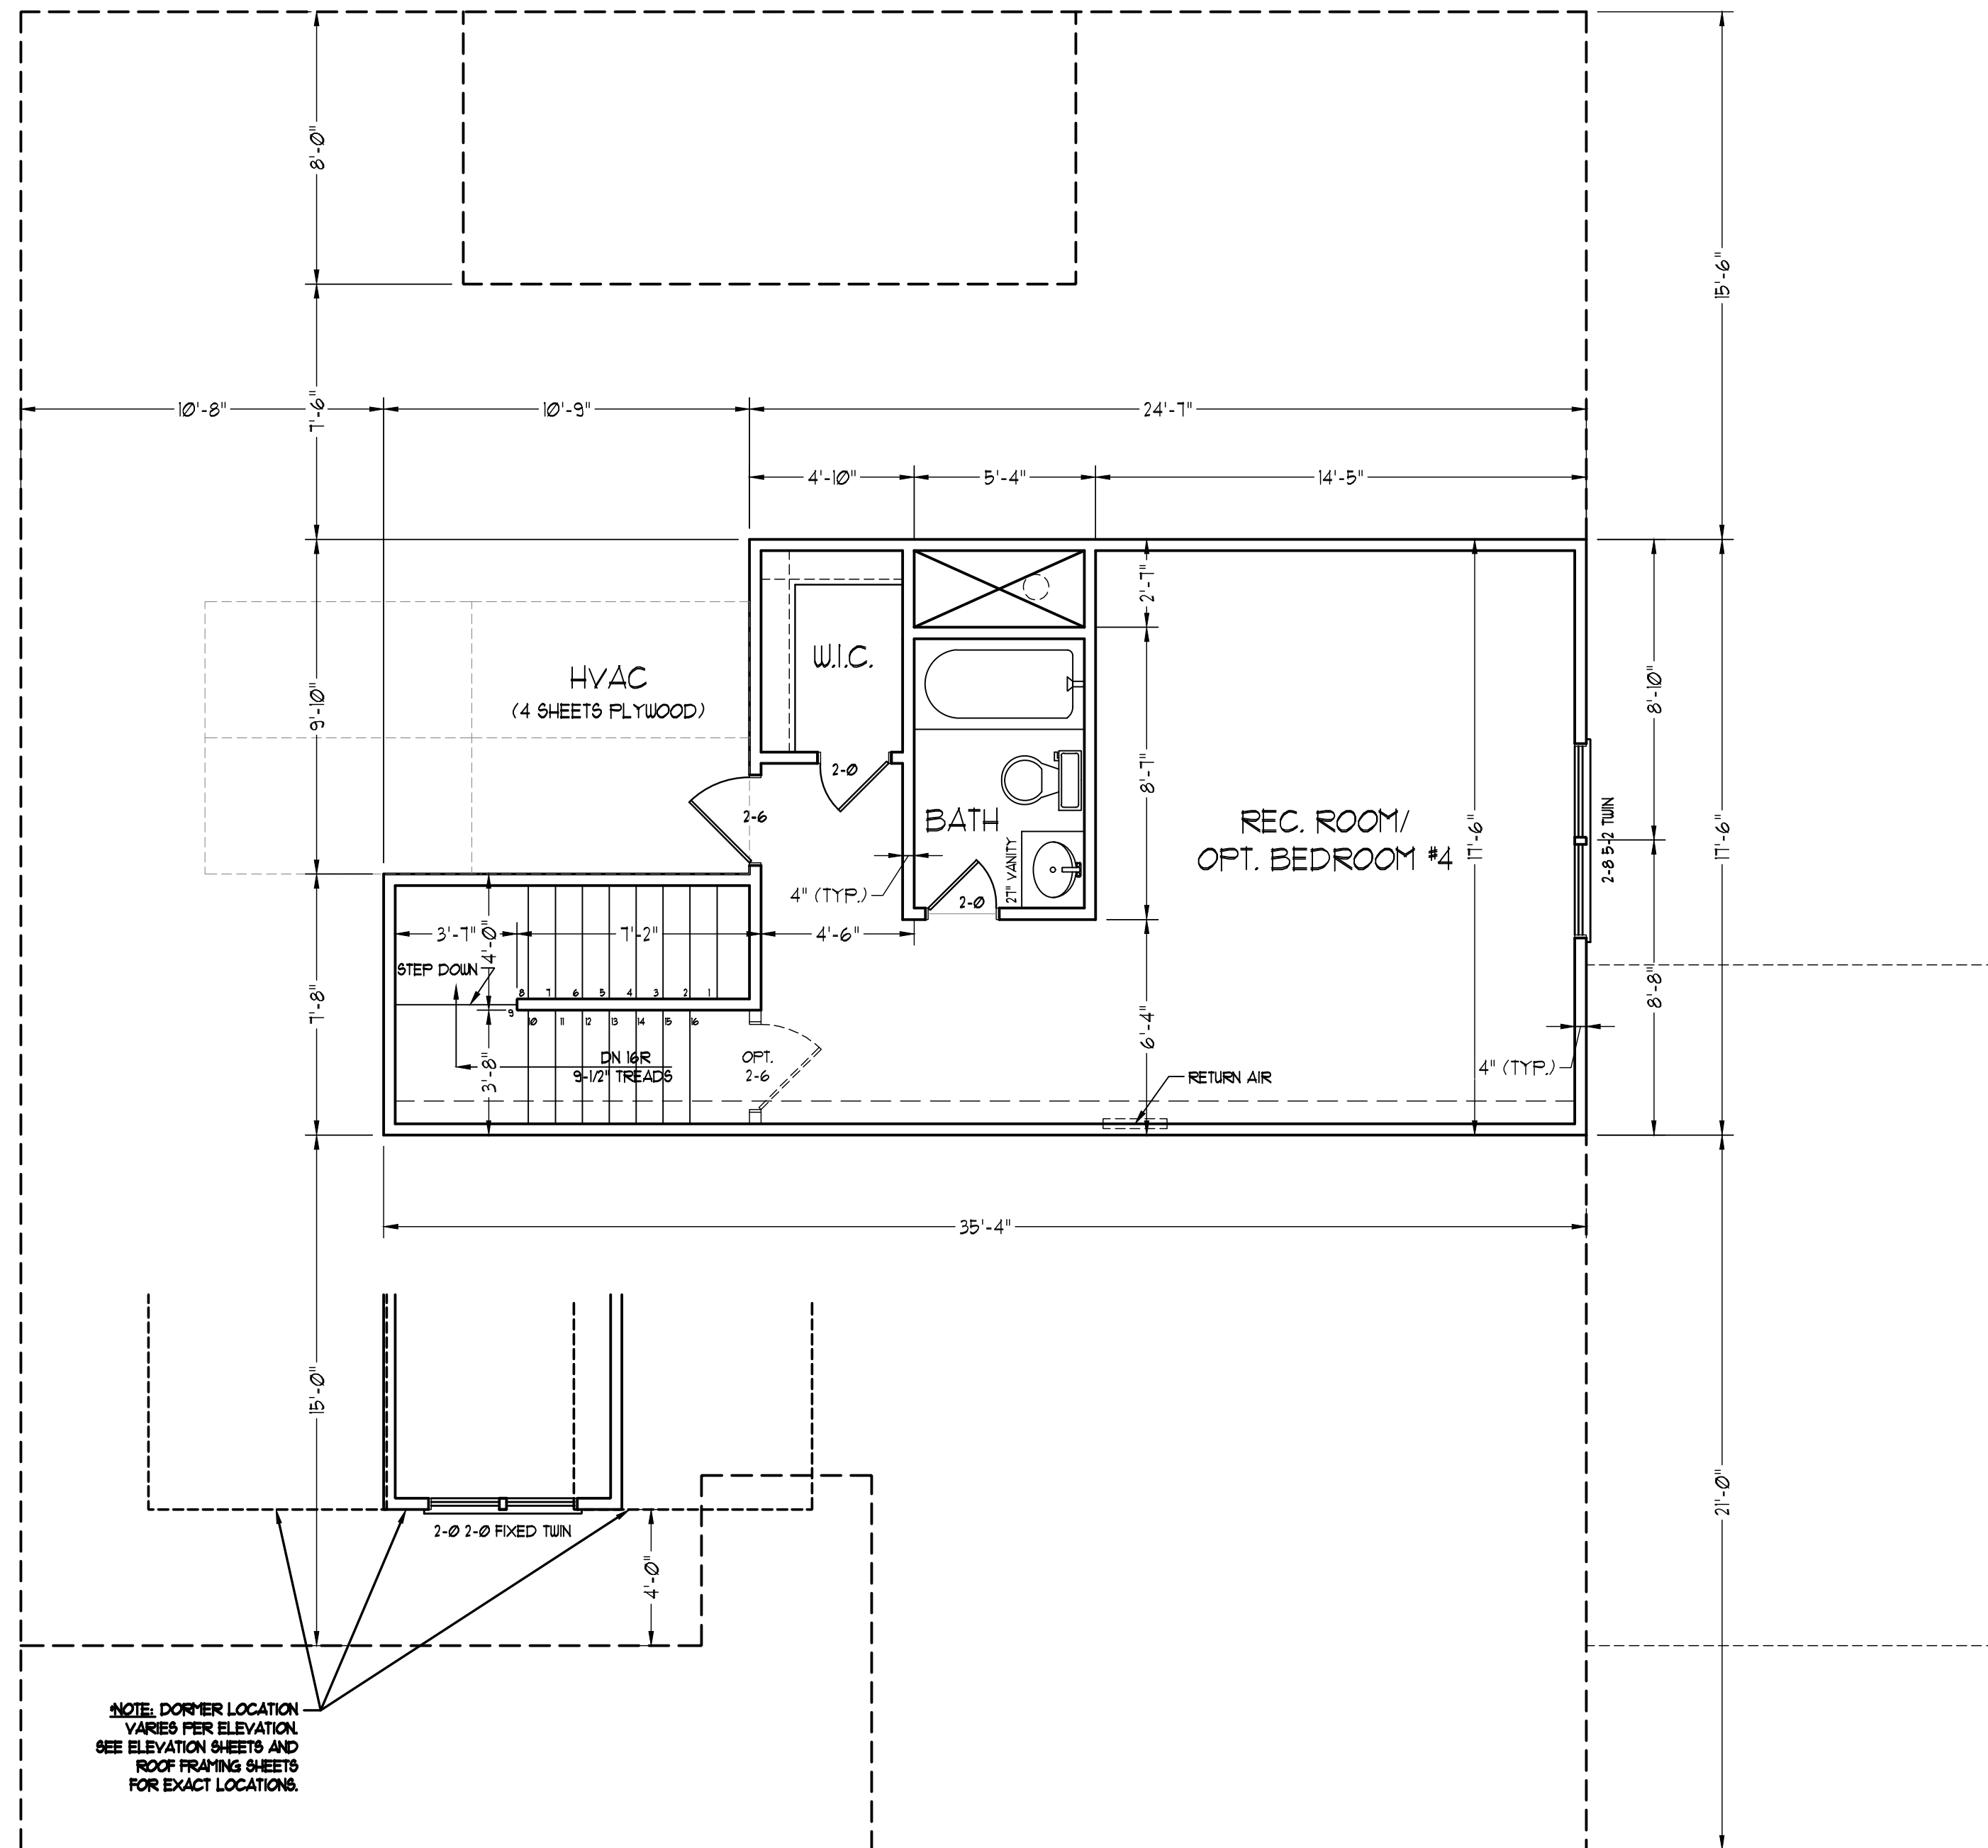 8'-0"
15'-6"
7'-6"
10'-8"
10'-9"
24'-7"
4'-10"
5'-4"
14'-5"
2'-7"
W.I.C.
HVAC
(4 SHEETS PLYWOOD)
9'-10"
8'-10"
2-0
8'-7"
2-6
BATH
REC. ROOM/
OPT. BEDROOM #4
17'-6"
2-8 5-2 TWIN
17'-6"
27" VANITY
4" (TYP.)
2-0
3'-7"
4'-0"
7'-2"
4'-6"
STEP DOWN
8 7 6 5 4 3 2 1
9
10 11 12 13 14 15 16
7'-8"
8'-8"
6'-4"
3'-8"
DN 16R
9-1/2" TREADS
OPT.
2-6
RETURN AIR
4" (TYP.)
35'-4"
15'-0"
21'-0"
2-0 2-0 FIXED TWIN
4'-0"
*NOTE: DORMER LOCATION
VARIES PER ELEVATION.
SEE ELEVATION SHEETS AND
ROOF FRAMING SHEETS
FOR EXACT LOCATIONS.